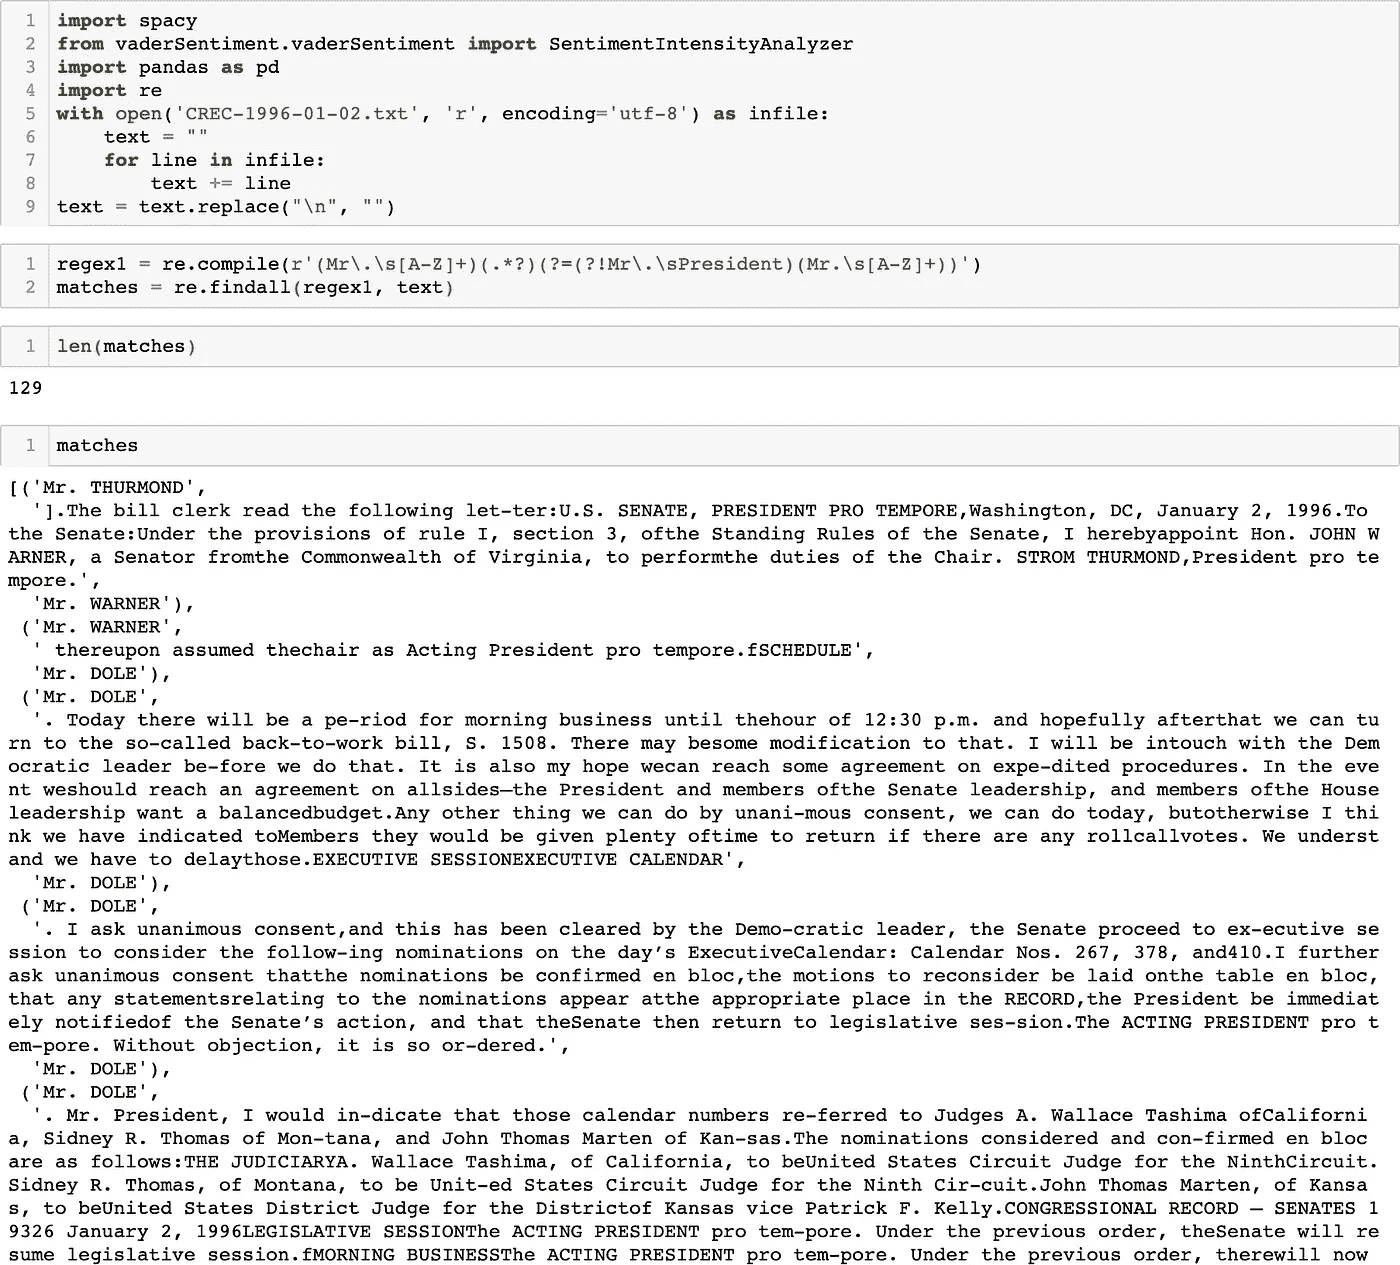 1 import spacy
2 from vaderSentiment.vaderSentiment import SentimentIntensityAnalyzer
3 import pandas as pd
4 import re
5 with open('CREC-1996-01-02.txt', 'r', encoding='utf-8') as infile:
6     text = ""
7     for line in infile:
8         text += line
9 text = text.replace("\n", "")
1 regex1 = re.compile(r'(Mr\.\s[A-Z]+)(.*?)(?=(?!Mr\.\sPresident)(Mr.\s[A-Z]+))')
2 matches = re.findall(regex1, text)
1 len(matches)
129
1 matches
[('Mr. THURMOND',
  '].The bill clerk read the following let-ter:U.S. SENATE, PRESIDENT PRO TEMPORE,Washington, DC, January 2, 1996.To
the Senate:Under the provisions of rule I, section 3, ofthe Standing Rules of the Senate, I herebyappoint Hon. JOHN W
ARNER, a Senator fromthe Commonwealth of Virginia, to performthe duties of the Chair. STROM THURMOND,President pro te
mpore.',
  'Mr. WARNER'),
 ('Mr. WARNER',
  ' thereupon assumed thechair as Acting President pro tempore.fSCHEDULE',
  'Mr. DOLE'),
 ('Mr. DOLE',
  '. Today there will be a pe-riod for morning business until thehour of 12:30 p.m. and hopefully afterthat we can tu
rn to the so-called back-to-work bill, S. 1508. There may besome modification to that. I will be intouch with the Dem
ocratic leader be-fore we do that. It is also my hope wecan reach some agreement on expe-dited procedures. In the eve
nt weshould reach an agreement on allsides—the President and members ofthe Senate leadership, and members ofthe House
leadership want a balancedbudget.Any other thing we can do by unani-mous consent, we can do today, butotherwise I thi
nk we have indicated toMembers they would be given plenty oftime to return if there are any rollcallvotes. We underst
and we have to delaythose.EXECUTIVE SESSIONEXECUTIVE CALENDAR',
  'Mr. DOLE'),
 ('Mr. DOLE',
  '. I ask unanimous consent,and this has been cleared by the Demo-cratic leader, the Senate proceed to ex-ecutive se
ssion to consider the follow-ing nominations on the day’s ExecutiveCalendar: Calendar Nos. 267, 378, and410.I further
ask unanimous consent thatthe nominations be confirmed en bloc,the motions to reconsider be laid onthe table en bloc,
that any statementsrelating to the nominations appear atthe appropriate place in the RECORD,the President be immediat
ely notifiedof the Senate’s action, and that theSenate then return to legislative ses-sion.The ACTING PRESIDENT pro t
em-pore. Without objection, it is so or-dered.',
  'Mr. DOLE'),
 ('Mr. DOLE',
  '. Mr. President, I would in-dicate that those calendar numbers re-ferred to Judges A. Wallace Tashima ofCaliforni
a, Sidney R. Thomas of Mon-tana, and John Thomas Marten of Kan-sas.The nominations considered and con-firmed en bloc
are as follows:THE JUDICIARYA. Wallace Tashima, of California, to beUnited States Circuit Judge for the NinthCircuit.
Sidney R. Thomas, of Montana, to be Unit-ed States Circuit Judge for the Ninth Cir-cuit.John Thomas Marten, of Kansa
s, to beUnited States District Judge for the Districtof Kansas vice Patrick F. Kelly.CONGRESSIONAL RECORD — SENATES 1
9326 January 2, 1996LEGISLATIVE SESSIONThe ACTING PRESIDENT pro tem-pore. Under the previous order, theSenate will re
sume legislative session.fMORNING BUSINESSThe ACTING PRESIDENT pro tem-pore. Under the previous order, therewill now